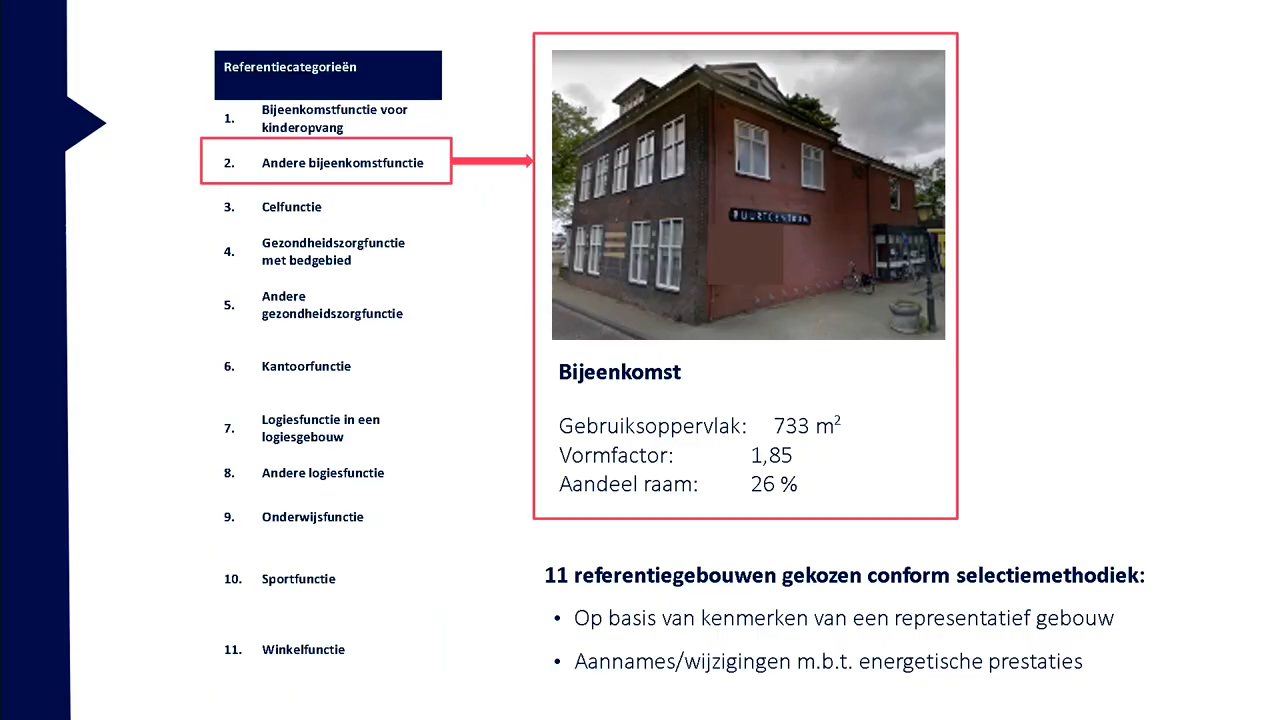 Referentiecategorieën
1. Bijeenkomstfunctie voor
kinderopvang
2. Andere bijeenkomstfunctie
3. Celfunctie
4. Gezondheidszorgfunctie
met bedgebied
5. Andere
gezondheidszorgfunctie
6. Kantoorfunctie
7. Logiesfunctie in een
logiesgebouw
8. Andere logiesfunctie
9. Onderwijsfunctie
10. Sportfunctie
11. Winkelfunctie
BUURTCENTRUM
Bijeenkomst
Gebruiksoppervlak: 733 m²
Vormfactor: 1,85
Aandeel raam: 26 %
11 referentiegebouwen gekozen conform selectiemethodiek:
• Op basis van kenmerken van een representatief gebouw
• Aannames/wijzigingen m.b.t. energetische prestaties